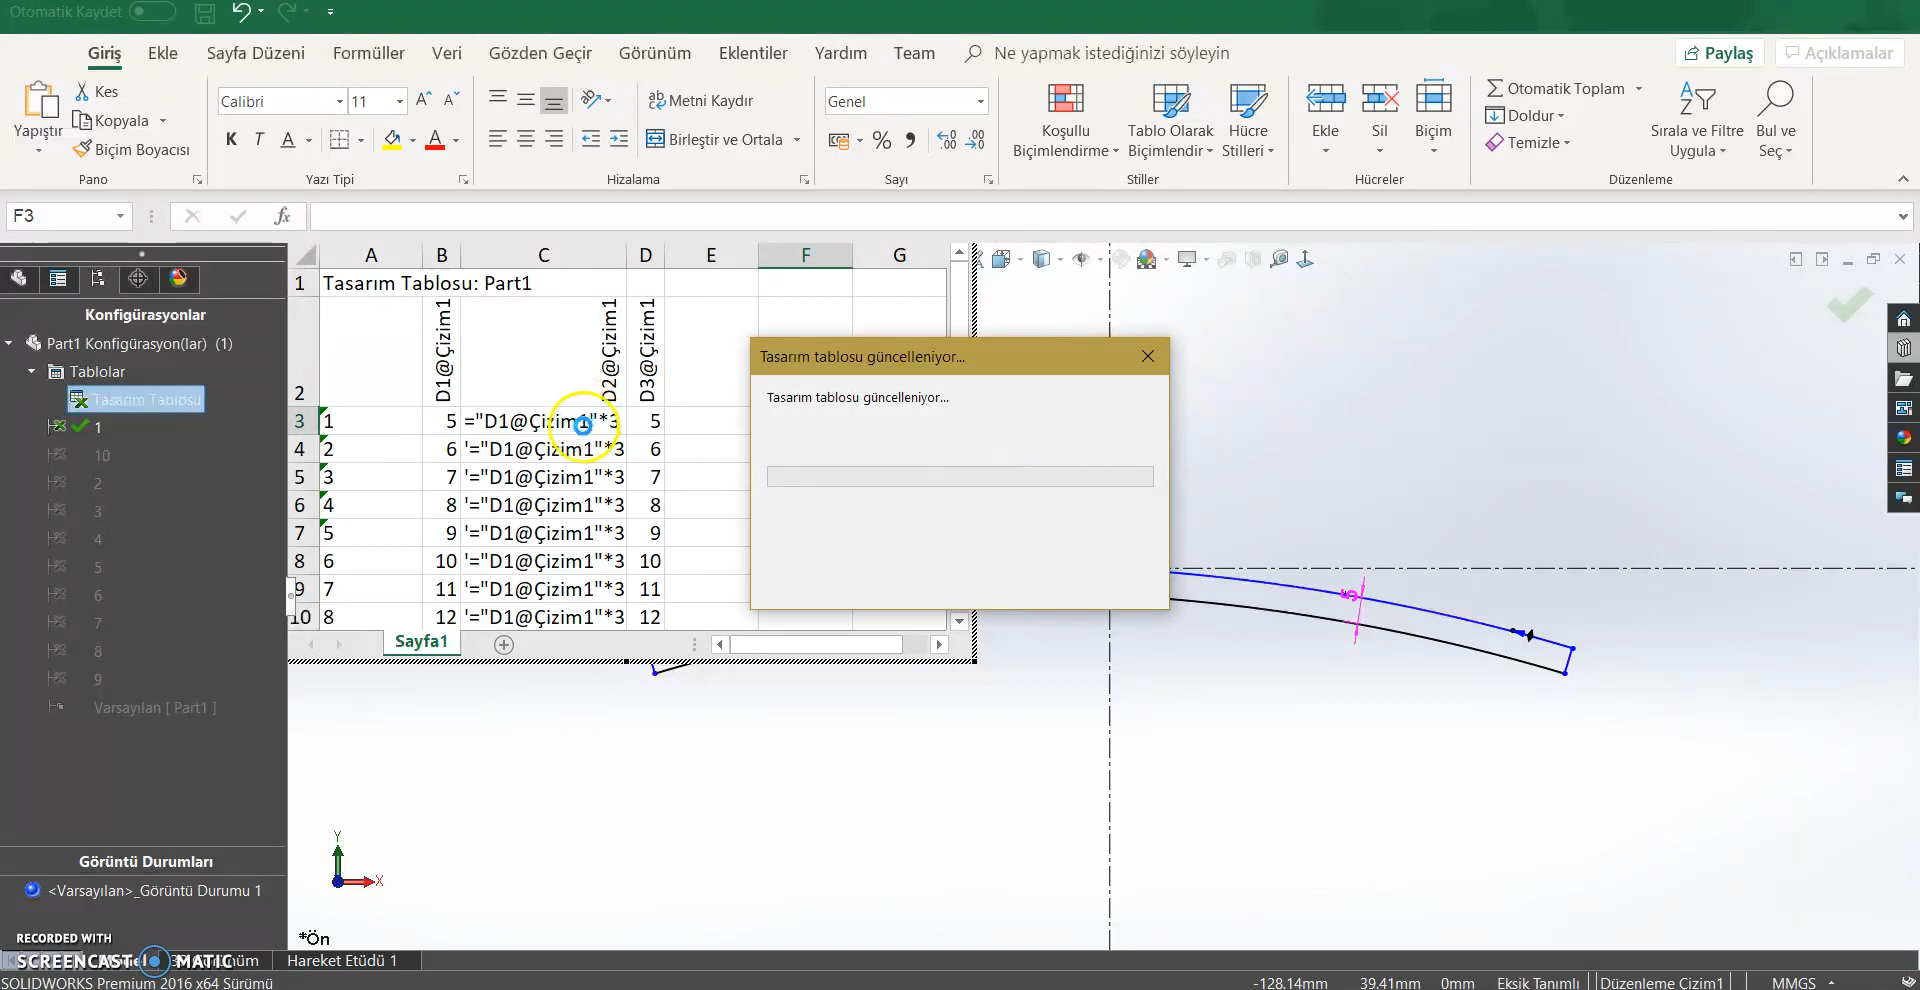 Otomatik Kaydet
Giriş Ekle Sayfa Düzeni Formüller Veri Gözden Geçir Görünüm Eklentiler Yardım Team Ne yapmak istediğinizi söyleyin Paylaş Açıklamalar
Yapıştır
Kes
Kopyala
Biçim Boyacısı
Pano
Calibri 11
K T A A
Yazı Tipi
Metni Kaydır
Birleştir ve Ortala
Hizalama
Genel
%
Sayı
Koşullu
Biçimlendirme
Tablo Olarak
Biçimlendir
Hücre
Stilleri
Stiller
Ekle Sil Biçim
Hücreler
Otomatik Toplam
Doldur
Temizle
Sırala ve Filtre
Uygula
Bul ve
Seç
Düzenleme
F3 fx
Konfigürasyonlar
Part1 Konfigürasyon(lar) (1)
Tablolar
Tasarım Tablosu
1
10
2
3
4
5
6
7
8
9
Varsayılan [ Part1 ]
Görüntü Durumları
<Varsayılan>_Görüntü Durumu 1
A B C D E F G
1 Tasarım Tablosu: Part1
2 D1@Çizim1 D2@Çizim1 D3@Çizim1
3 1 5 ="D1@Çizim1"*3 5
4 2 6 '="D1@Çizim1"*3 6
5 3 7 '="D1@Çizim1"*3 7
6 4 8 '="D1@Çizim1"*3 8
7 5 9 '="D1@Çizim1"*3 9
8 6 10 '="D1@Çizim1"*3 10
9 7 11 '="D1@Çizim1"*3 11
10 8 12 '="D1@Çizim1"*3 12
Sayfa1
Tasarım tablosu güncelleniyor...
Tasarım tablosu güncelleniyor...
5
Y
X
*Ön
RECORDED WITH
SCREENCAST MATIC
Hareket Etüdü 1
SOLIDWORKS Premium 2016 x64 Sürümü
-128.14mm 39.41mm 0mm Eksik Tanımlı Düzenleme Çizim1 MMGS